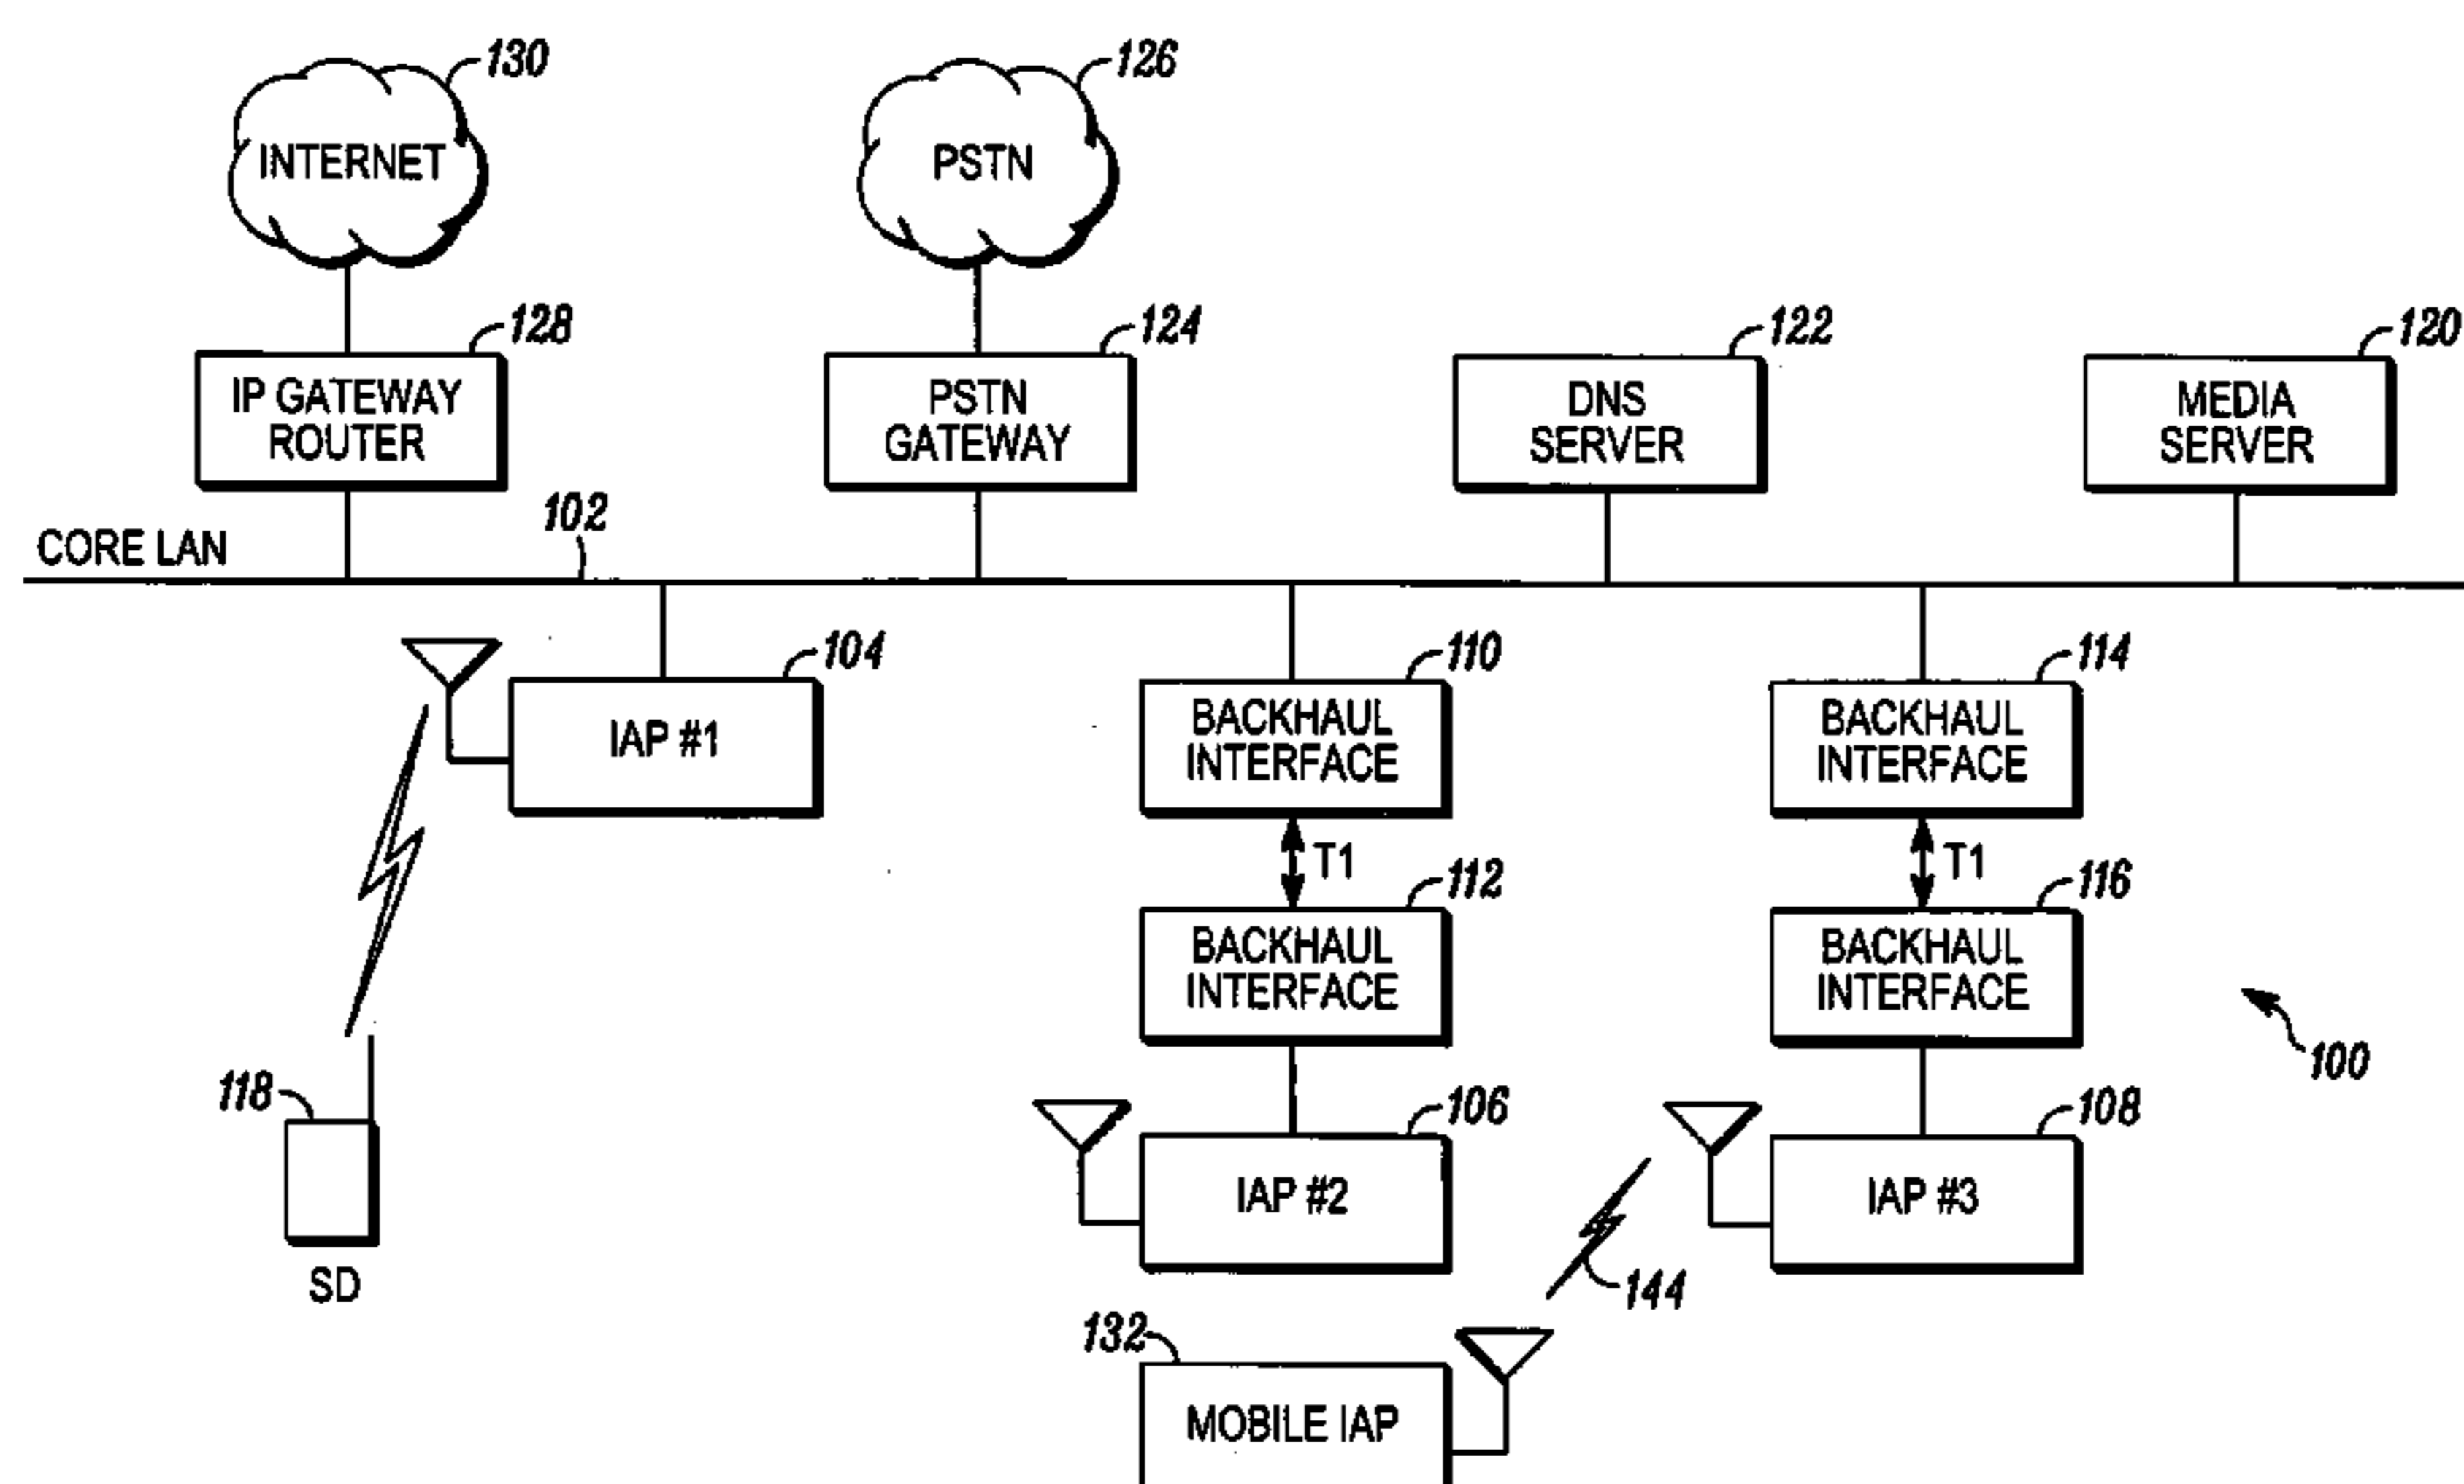 130
126
INTERNET
PSTN
128
124
122
120
IP GATEWAY
ROUTER
PSTN
GATEWAY
DNS
SERVER
MEDIA
SERVER
102
CORE LAN
104
110
114
IAP #1
BACKHAUL
INTERFACE
BACKHAUL
INTERFACE
T1
T1
112
116
BACKHAUL
INTERFACE
BACKHAUL
INTERFACE
100
118
106
108
IAP #2
IAP #3
SD
144
132
MOBILE IAP